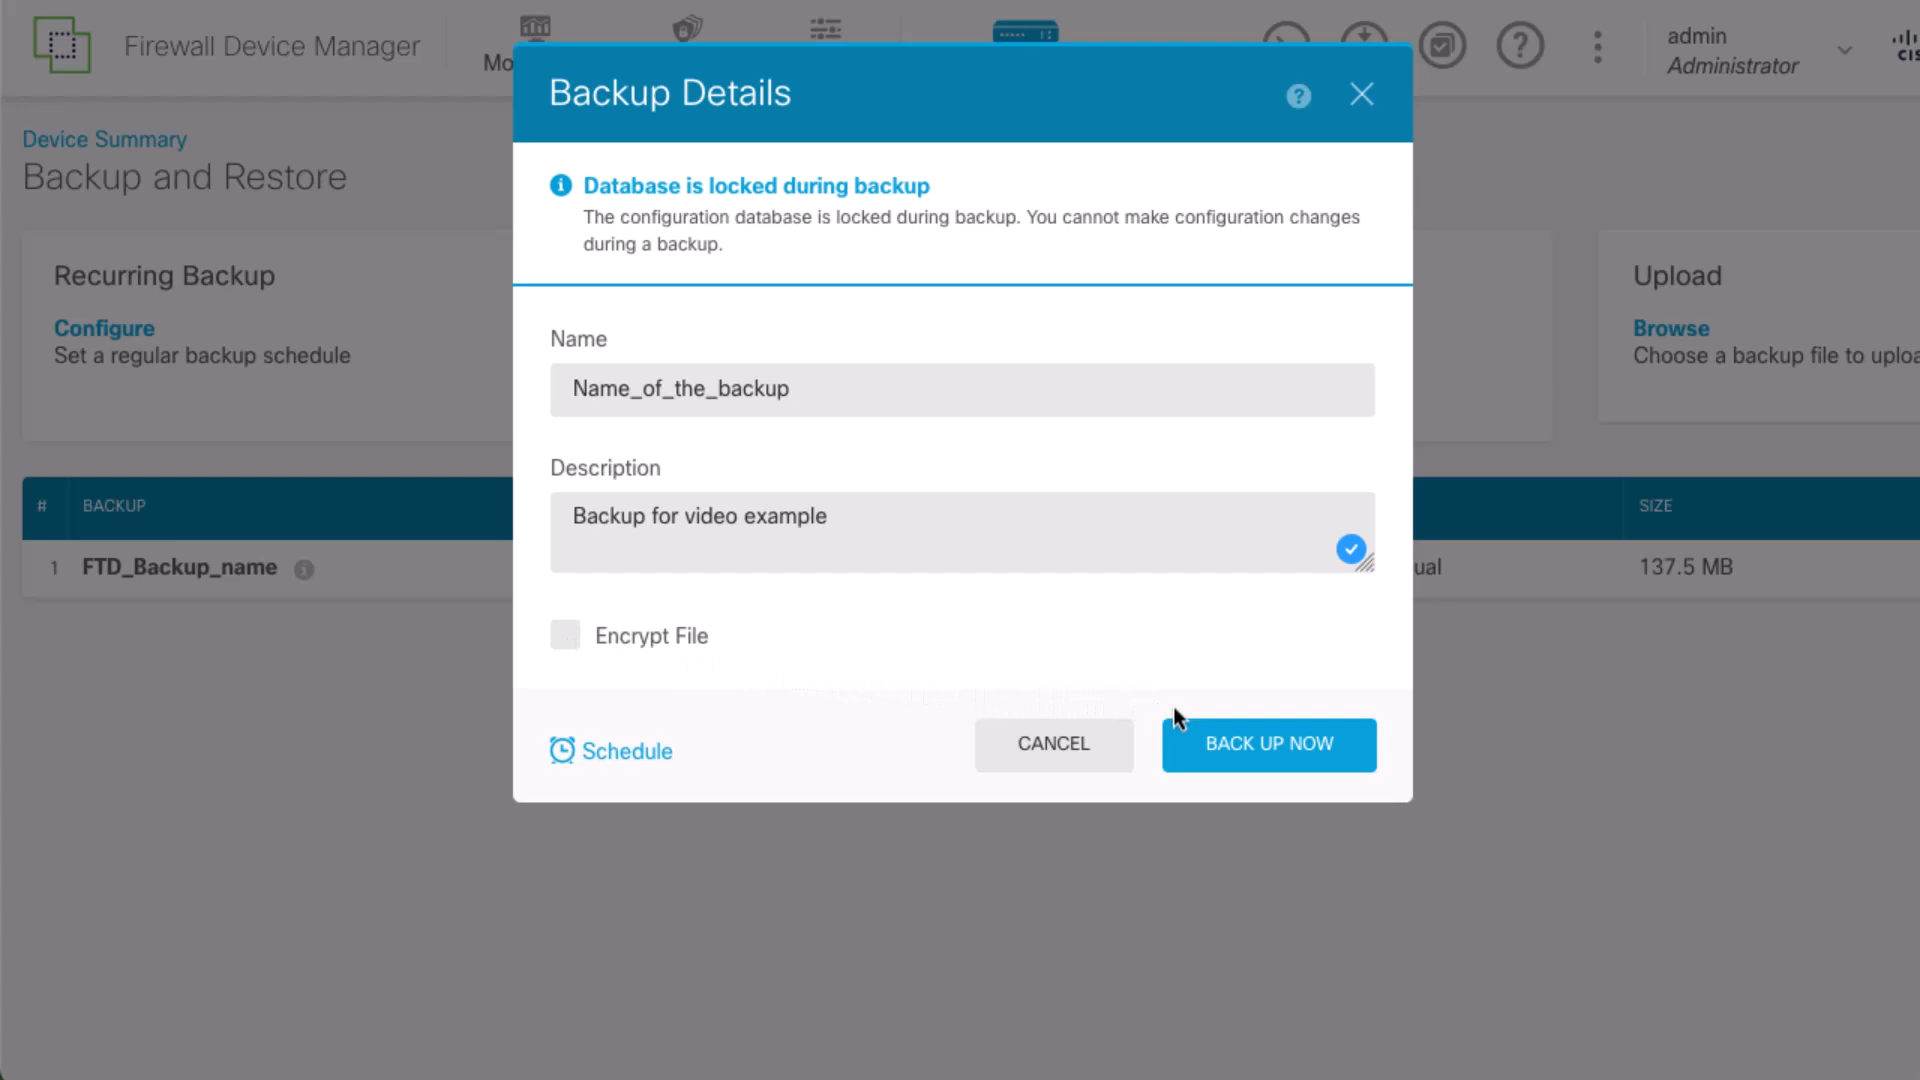 Firewall Device Manager
Mo
admin
Administrator
Device Summary
Backup and Restore
Recurring Backup
Configure
Set a regular backup schedule
Upload
Browse
Choose a backup file to uploa
# BACKUP SIZE
1 FTD_Backup_name ual 137.5 MB
Backup Details
Database is locked during backup
The configuration database is locked during backup. You cannot make configuration changes
during a backup.
Name
Name_of_the_backup
Description
Backup for video example
Encrypt File
Schedule
CANCEL
BACK UP NOW